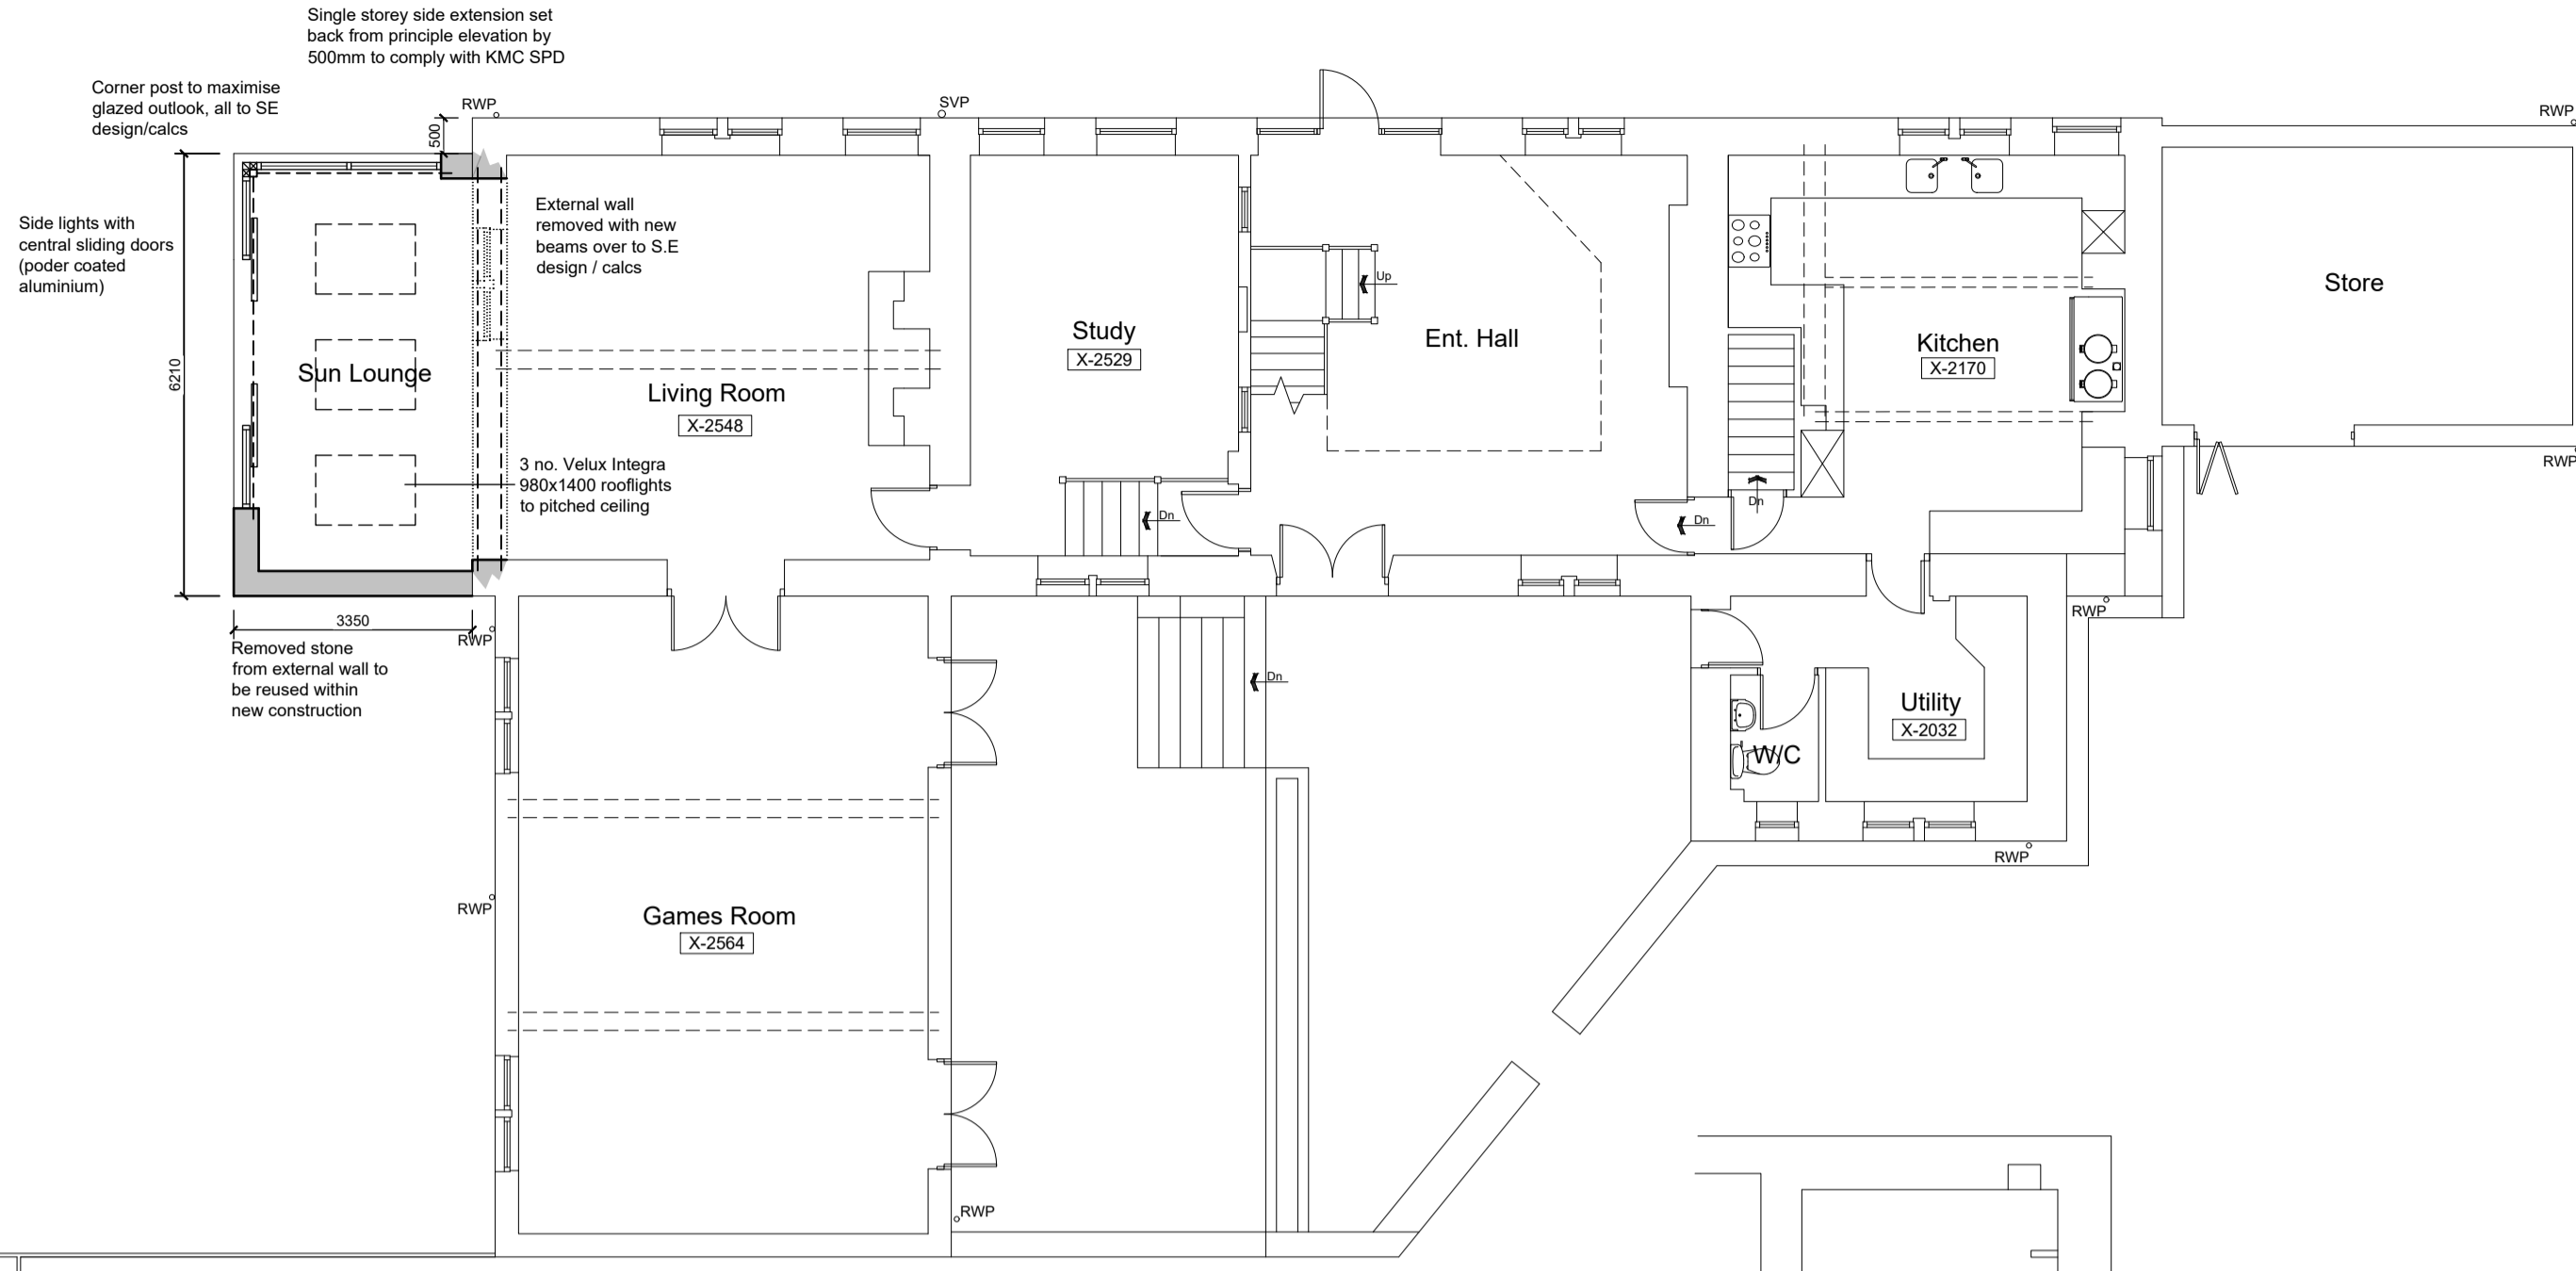 Single storey side extension set
back from principle elevation by
500mm to comply with KMC SPD
Corner post to maximise
glazed outlook, all to SE
design/calcs
RWP
SVP
RWP
500
Side lights with
central sliding doors
(poder coated
aluminium)
External wall
removed with new
beams over to S.E
design / calcs
6210
Sun Lounge
Living Room
X-2548
Study
X-2529
Up
Ent. Hall
Kitchen
X-2170
Store
3 no. Velux Integra
980x1400 rooflights
to pitched ceiling
Dn
Dn
Dn
RWP
3350
RWP
RWP
Removed stone
from external wall to
be reused within
new construction
Dn
Utility
X-2032
W/C
RWP
RWP
Games Room
X-2564
RWP